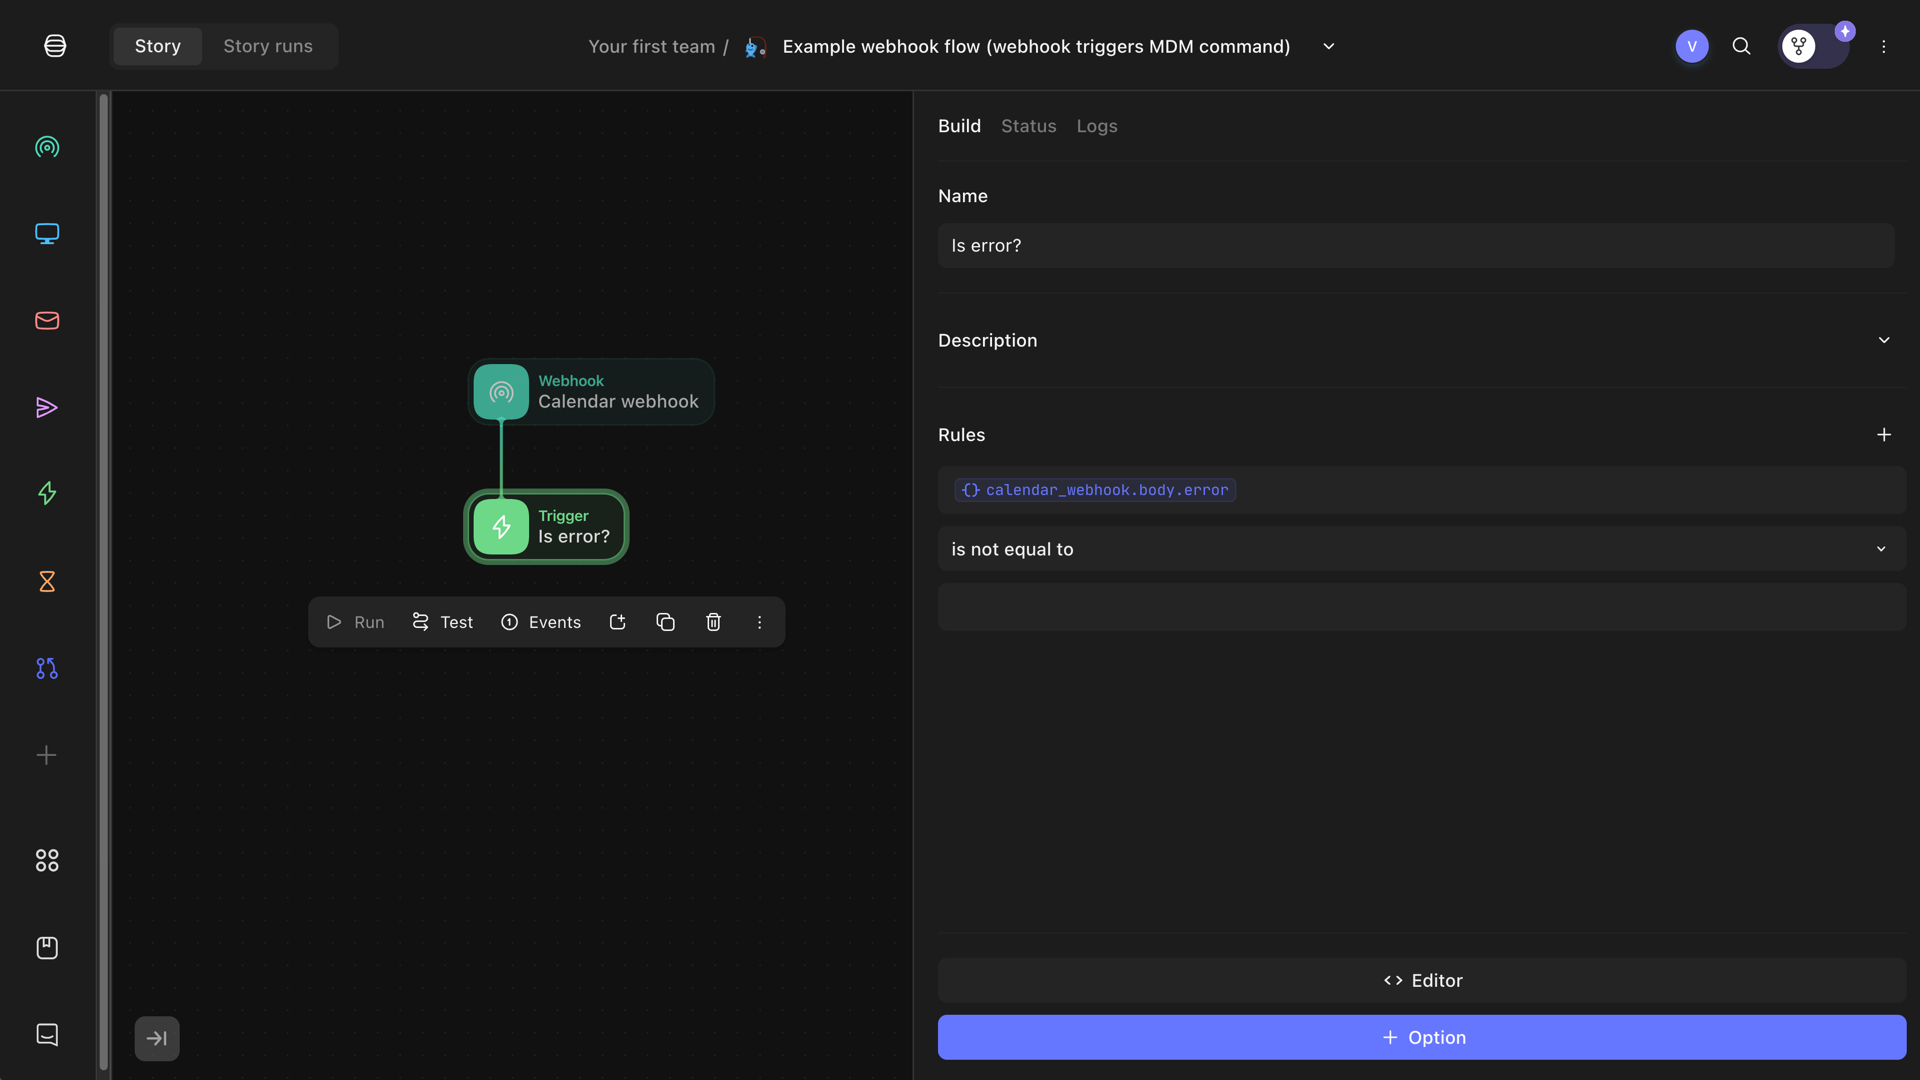 Story
Story runs
Your first team / Example webhook flow (webhook triggers MDM command)
V
Build
Status
Logs
Name
Is error?
Description
Rules
{} calendar_webhook.body.error
is not equal to
Webhook
Calendar webhook
Trigger
Is error?
Run
Test
1 Events
<> Editor
+ Option